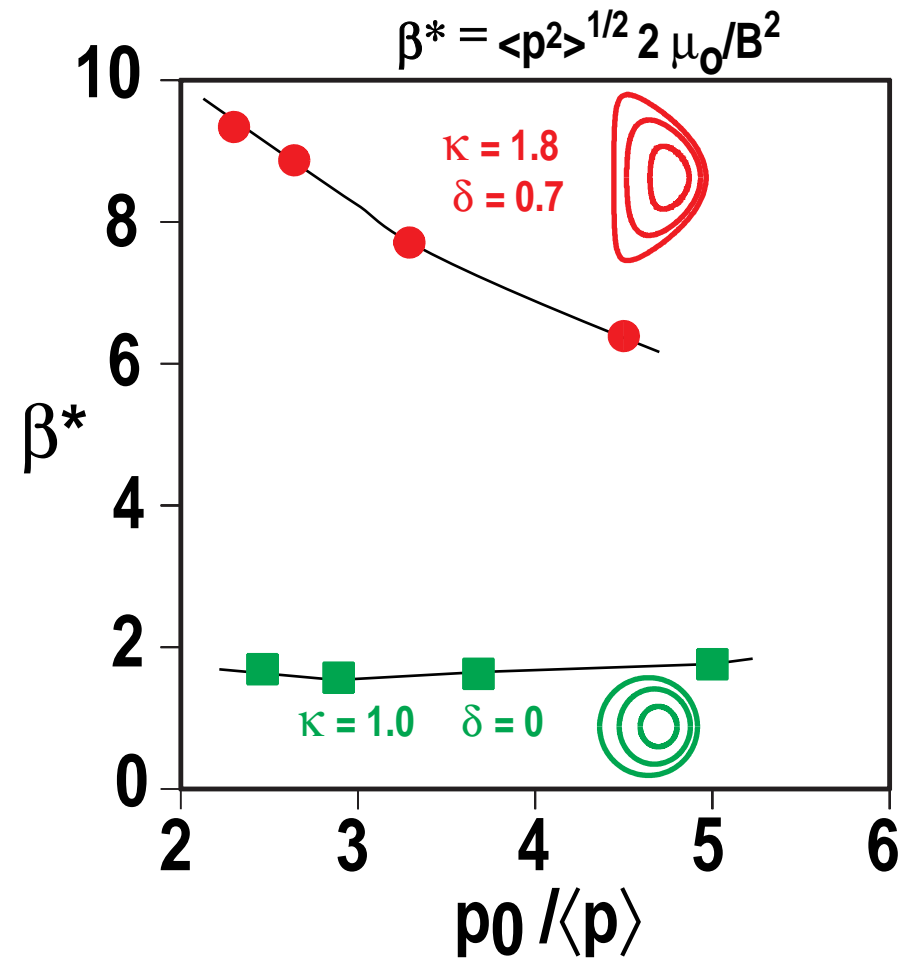 β* = <p²>^1/2 2 μo/B²
10
8
6
4
2
0
β*
κ = 1.8
δ = 0.7
κ = 1.0 δ = 0
2 3 4 5 6
p0 /⟨p⟩